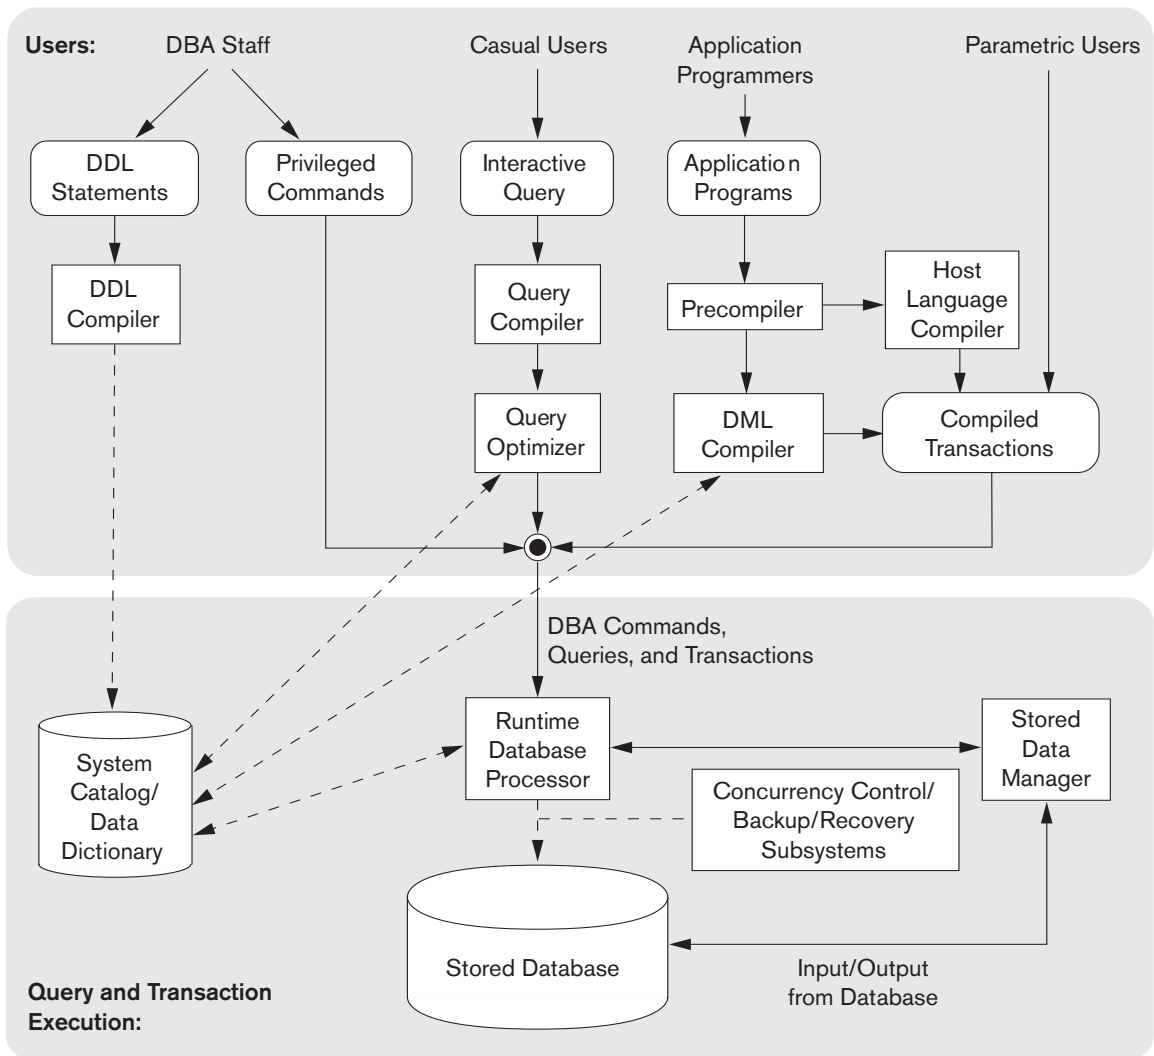 Users:
DBA Staff
Casual Users
Application
Programmers
Parametric Users
DDL
Statements
Privileged
Commands
Interactive
Query
Application
Programs
DDL
Compiler
Query
Compiler
Precompiler
Host
Language
Compiler
Query
Optimizer
DML
Compiler
Compiled
Transactions
DBA Commands,
Queries, and Transactions
System
Catalog/
Data
Dictionary
Runtime
Database
Processor
Stored
Data
Manager
Concurrency Control/
Backup/Recovery
Subsystems
Stored Database
Input/Output
from Database
Query and Transaction
Execution: